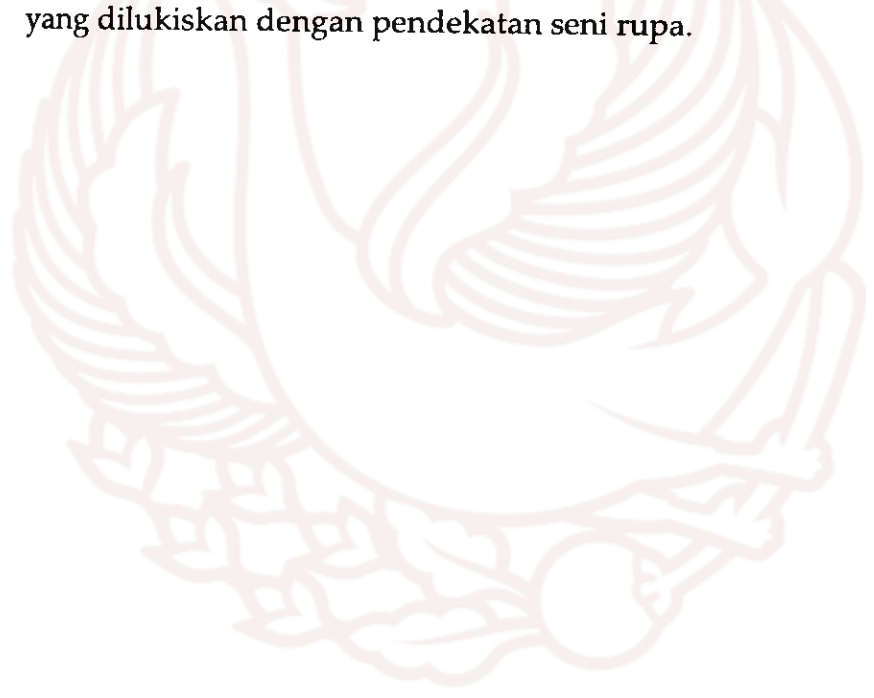 yang dilukiskan dengan pendekatan seni rupa.